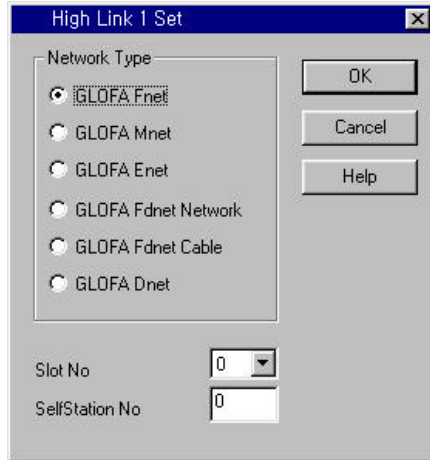 High Link 1 Set
Network Type
GLOFA Fnet
GLOFA Mnet
GLOFA Enet
GLOFA Fdnet Network
GLOFA Fdnet Cable
GLOFA Dnet
OK
Cancel
Help
Slot No
0
SelfStation No
0